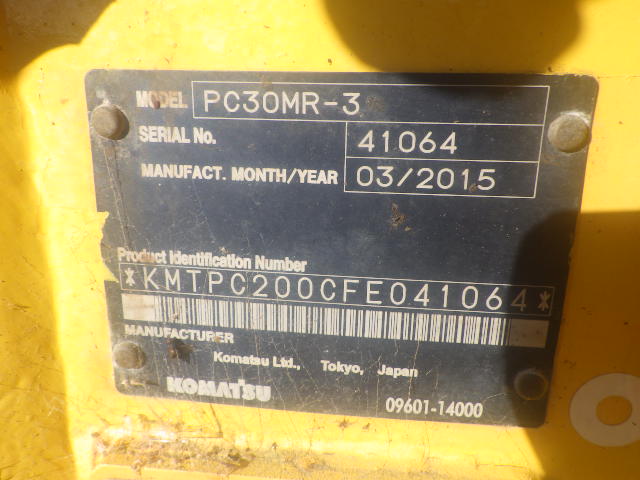 MODEL PC30MR-3
SERIAL No. 41064
MANUFACT. MONTH/YEAR 03/2015
Product Identification Number
*KMTPC200CFE041064*
MANUFACTURER
Komatsu Ltd., Tokyo, Japan
KOMATSU
09601-14000